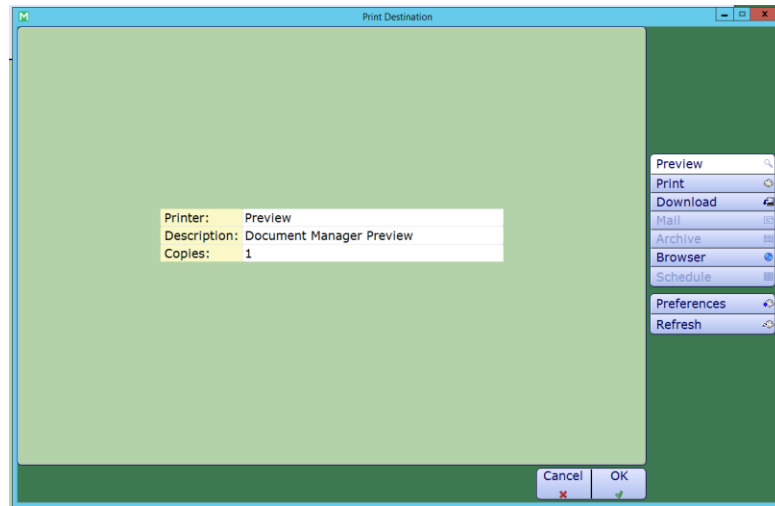 M
Print Destination
Printer: Preview
Description: Document Manager Preview
Copies: 1
Preview
Print
Download
Mail
Archive
Browser
Schedule
Preferences
Refresh
Cancel OK